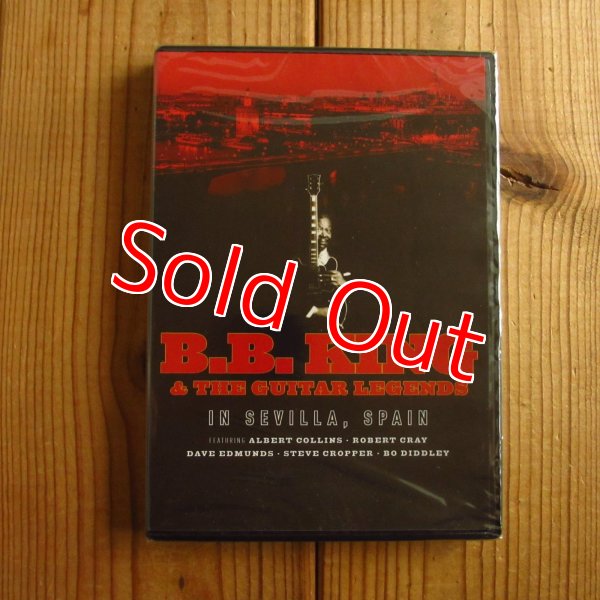 Sold Out
B.B. KING
& THE GUITAR LEGENDS
IN SEVILLA, SPAIN
FEATURING ALBERT COLLINS · ROBERT CRAY
DAVE EDMUNDS · STEVE CROPPER · BO DIDDLEY